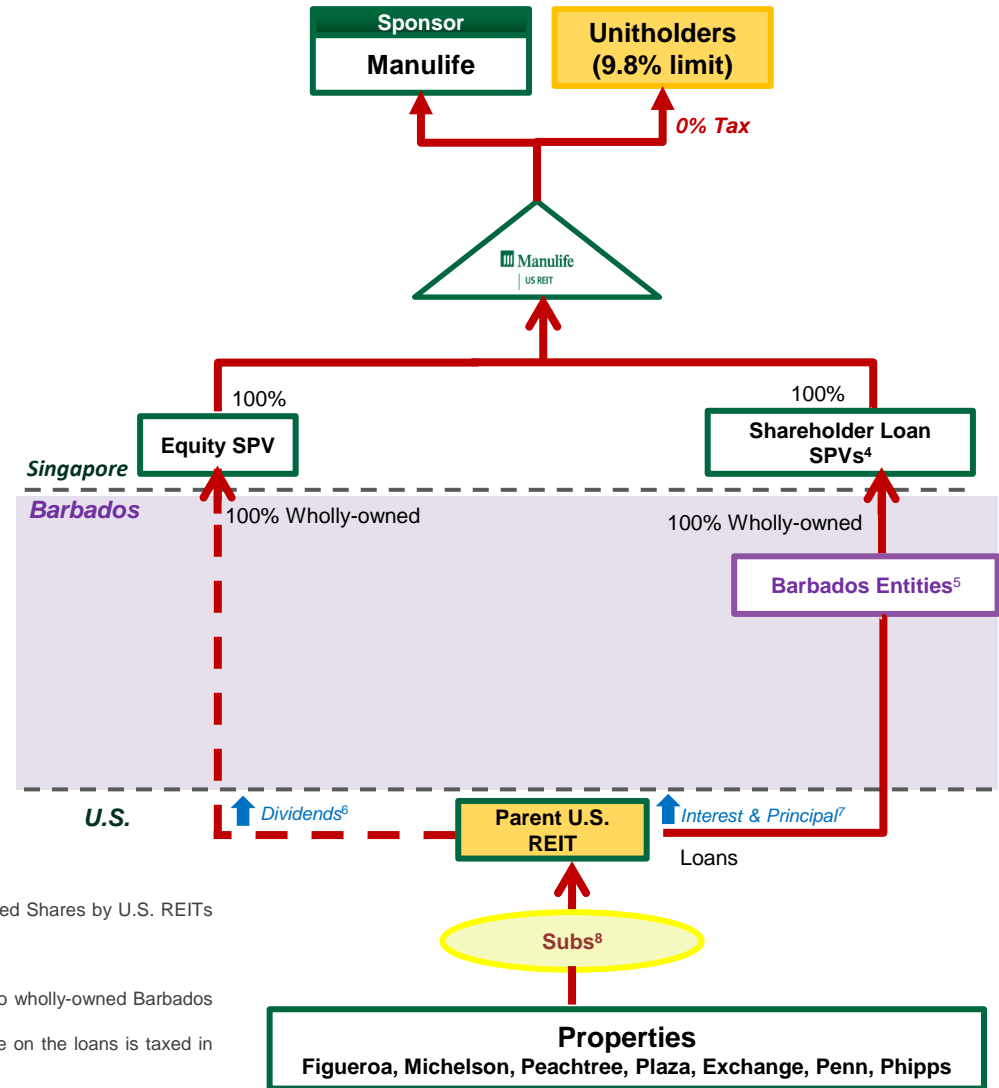 Sponsor
Manulife
Unitholders
(9.8% limit)
0% Tax
Manulife
US REIT
100%
100%
Equity SPV
Shareholder Loan
SPVs⁴
Singapore
Barbados
100% Wholly-owned
100% Wholly-owned
Barbados Entities⁵
U.S.
Dividends⁶
Parent U.S.
REIT
Interest & Principal⁷
Loans
ed Shares by U.S. REITs
Subs⁸
o wholly-owned Barbados
e on the loans is taxed in
Properties
Figueroa, Michelson, Peachtree, Plaza, Exchange, Penn, Phipps